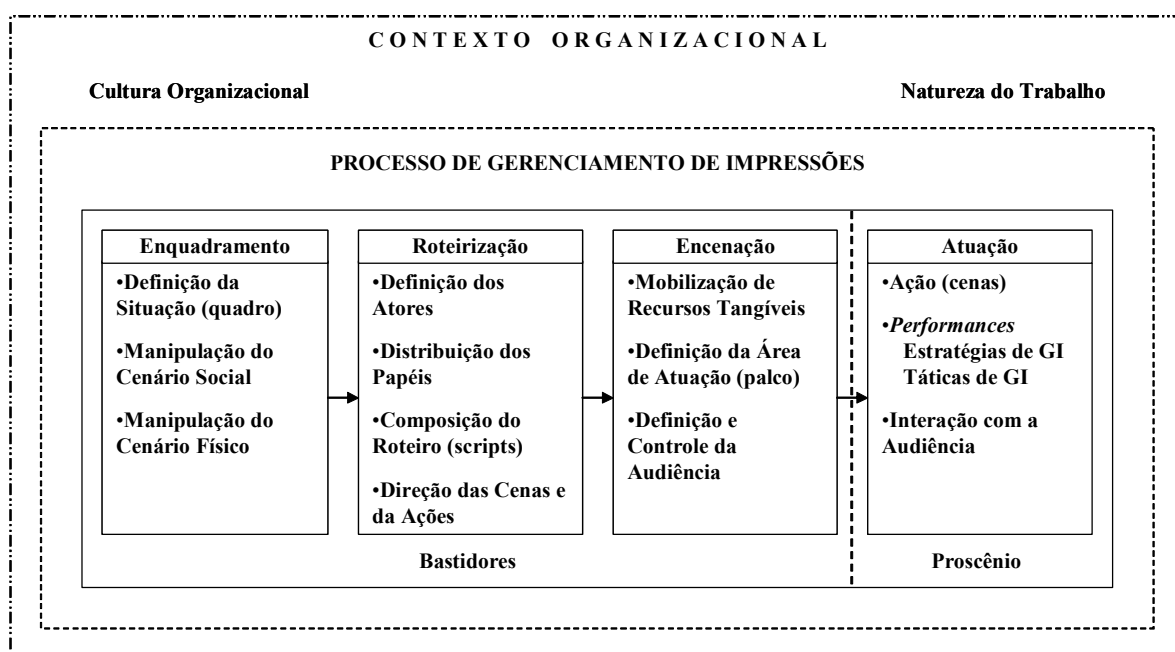 CONTEXTO ORGANIZACIONAL
Cultura Organizacional
Natureza do Trabalho
PROCESSO DE GERENCIAMENTO DE IMPRESSÕES
Enquadramento
•Definição da
Situação (quadro)
•Manipulação do
Cenário Social
•Manipulação do
Cenário Físico
Roteirização
•Definição dos
Atores
•Distribuição dos
Papéis
•Composição do
Roteiro (scripts)
•Direção das Cenas e
da Ações
Encenação
•Mobilização de
Recursos Tangíveis
•Definição da Área
de Atuação (palco)
•Definição e
Controle da
Audiência
Atuação
•Ação (cenas)
•Performances
Estratégias de GI
Táticas de GI
•Interação com a
Audiência
Bastidores
Proscênio